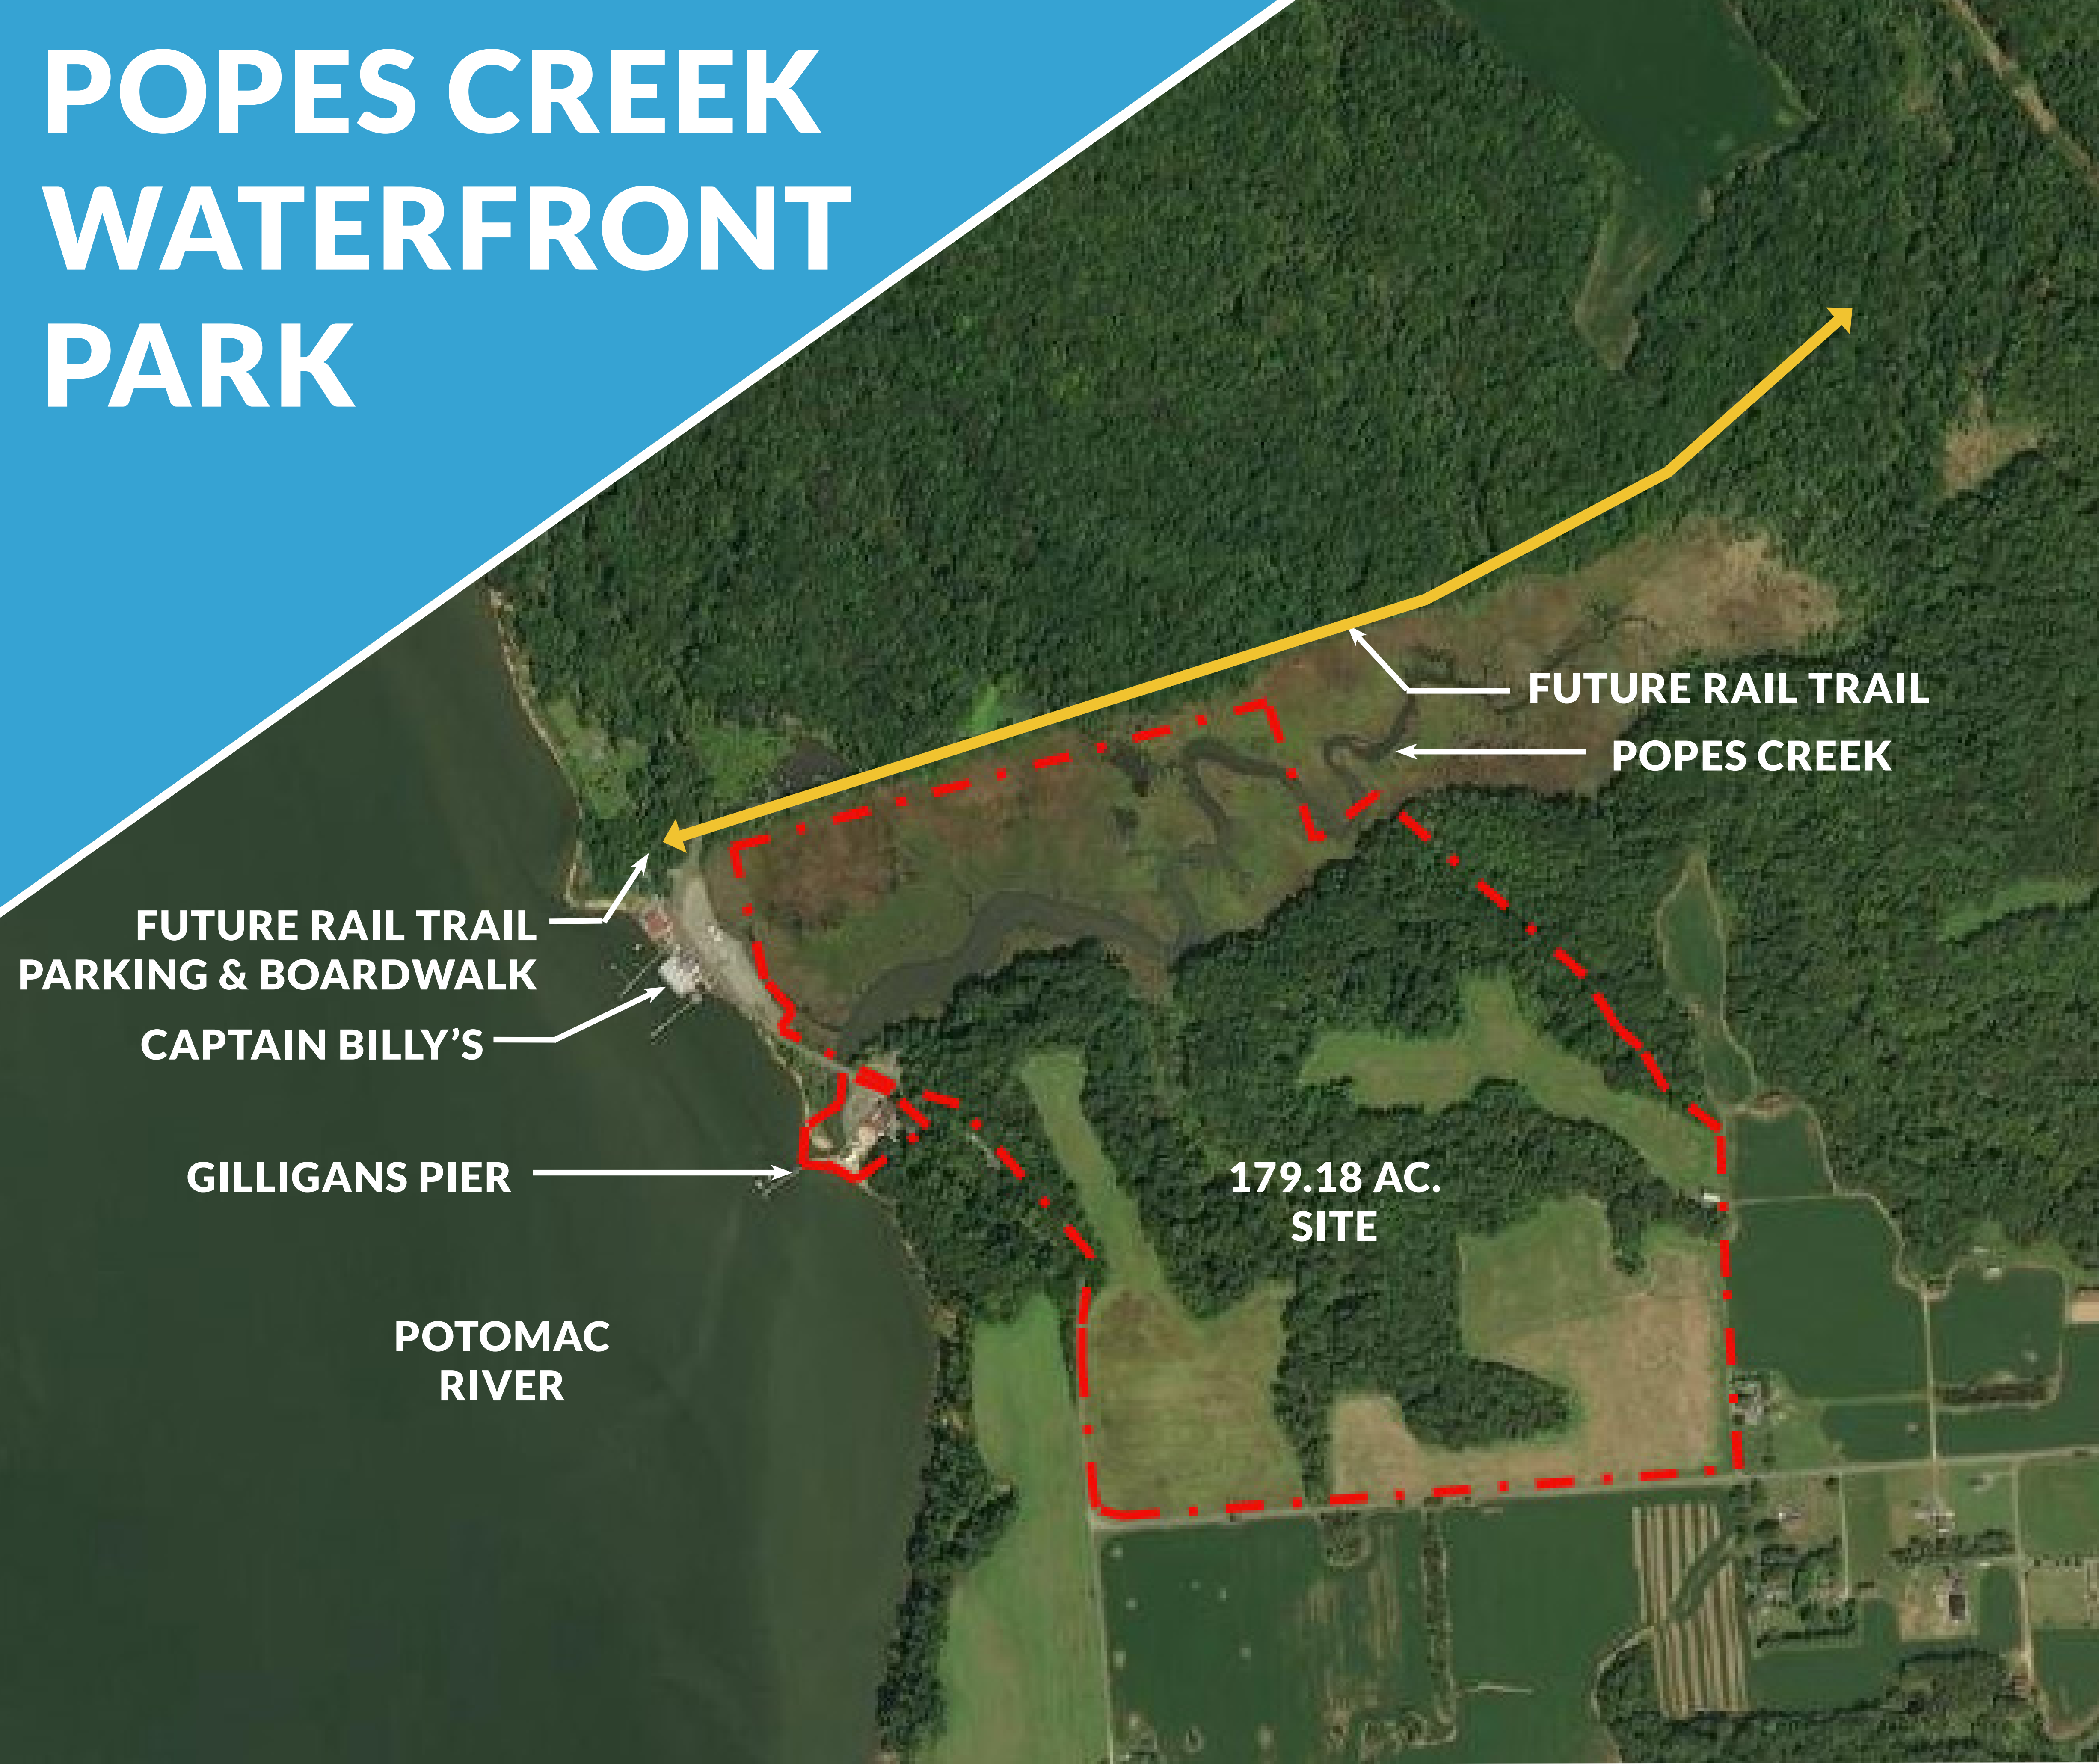 POPES CREEK
WATERFRONT
PARK
FUTURE RAIL TRAIL
POPES CREEK
FUTURE RAIL TRAIL
PARKING & BOARDWALK
CAPTAIN BILLY’S
GILLIGANS PIER
179.18 AC.
SITE
POTOMAC
RIVER